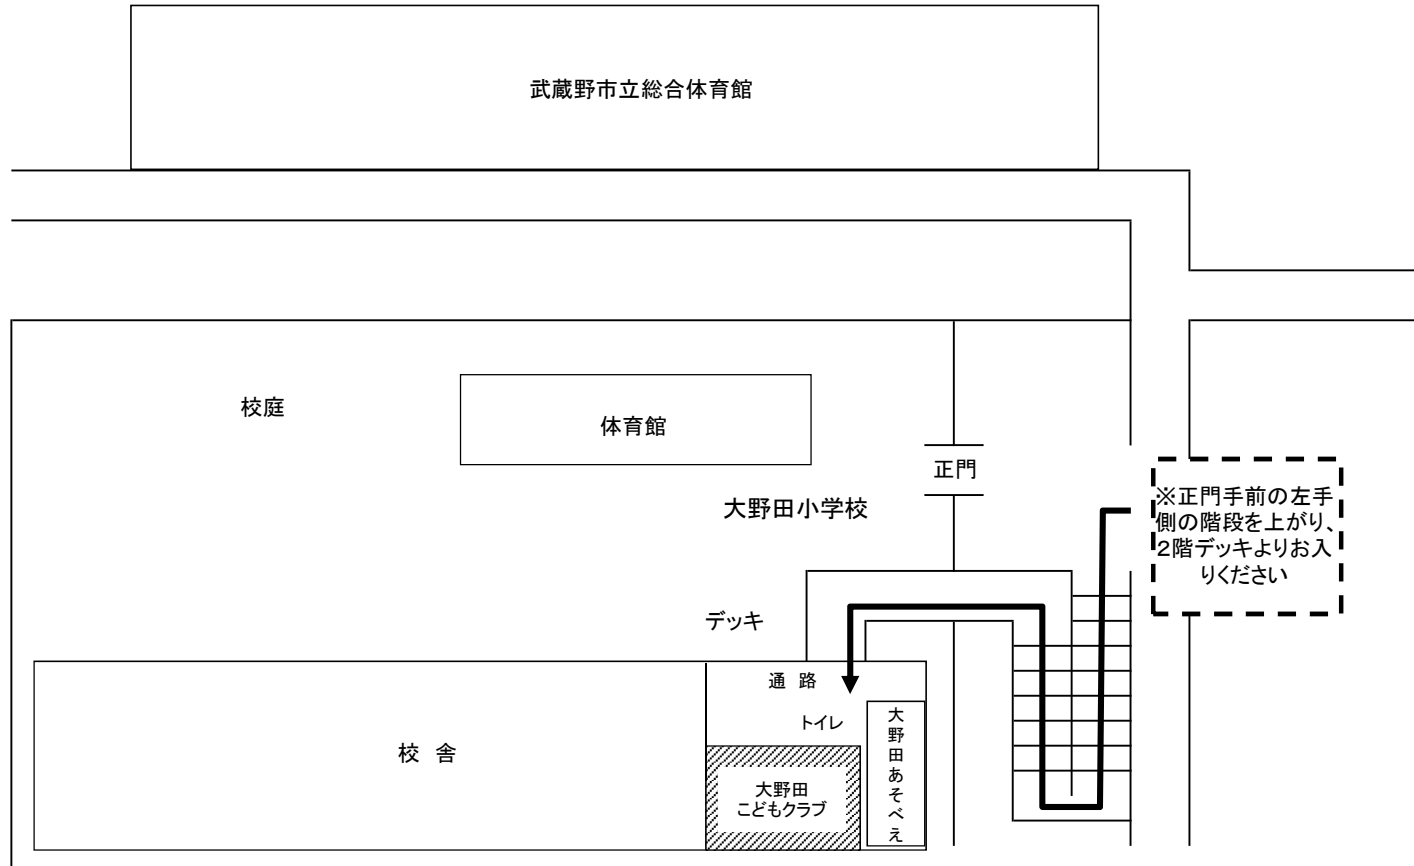 武蔵野市立総合体育館
校庭
体育館
正門
大野田小学校
※正門手前の左手
側の階段を上がり、
2階デッキよりお入
りください
デッキ
通 路
トイレ
大野田あそべえ
校 舎
大野田
こどもクラブ